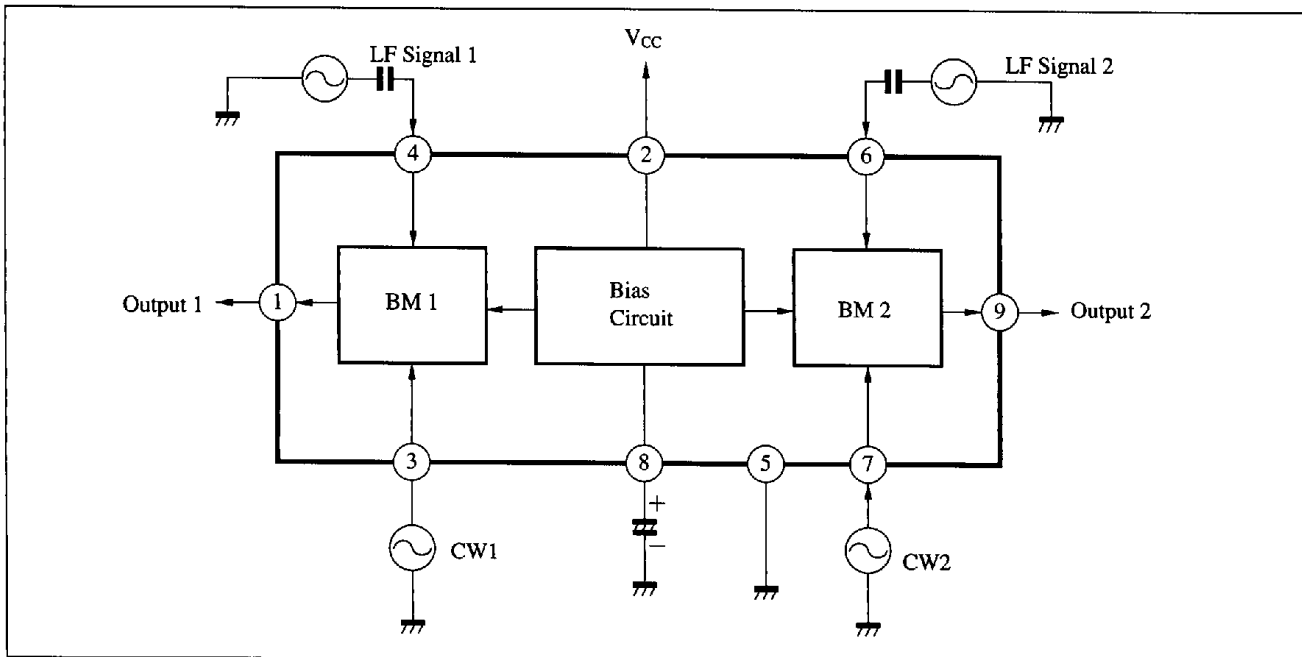 LF Signal 1
V_CC
LF Signal 2
4
2
6
Output 1
1
BM 1
Bias
Circuit
BM 2
9
Output 2
3
8
5
7
CW1
+
−
CW2